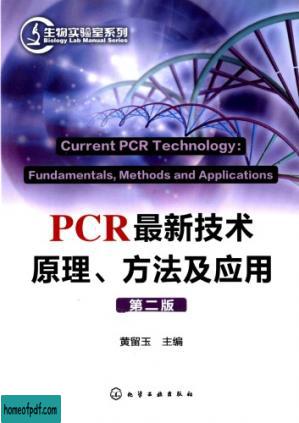 生物实验室系列
Biology Lab Manual Series
Current PCR Technology:
Fundamentals, Methods and Applications
PCR最新技术
原理、方法及应用
第二版
黄留玉 主编
化学工业出版社
homeofpdf.com